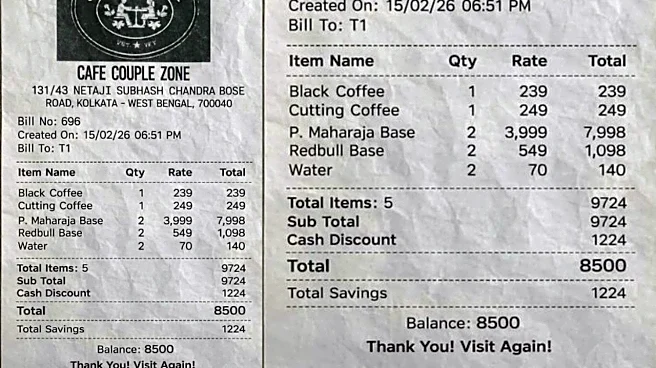 CAFE COUPLE ZONE
131/43 NETAJI SUBHASH CHANDRA BOSE
ROAD, KOLKATA - WEST BENGAL, 700040
Bill No: 696
Created On: 15/02/26 06:51 PM
Bill To: T1
Item Name Qty Rate Total
Black Coffee 1 239 239
Cutting Coffee 1 249 249
P. Maharaja Base 2 3,999 7,998
Redbull Base 2 549 1,098
Water 2 70 140
Total Items: 5 9724
Sub Total 9724
Cash Discount 1224
Total 8500
Total Savings 1224
Balance: 8500
Thank You! Visit Again!
Created On: 15/02/26 06:51 PM
Bill To: T1
Item Name Qty Rate Total
Black Coffee 1 239 239
Cutting Coffee 1 249 249
P. Maharaja Base 2 3,999 7,998
Redbull Base 2 549 1,098
Water 2 70 140
Total Items: 5 9724
Sub Total 9724
Cash Discount 1224
Total 8500
Total Savings 1224
Balance: 8500
Thank You! Visit Again!